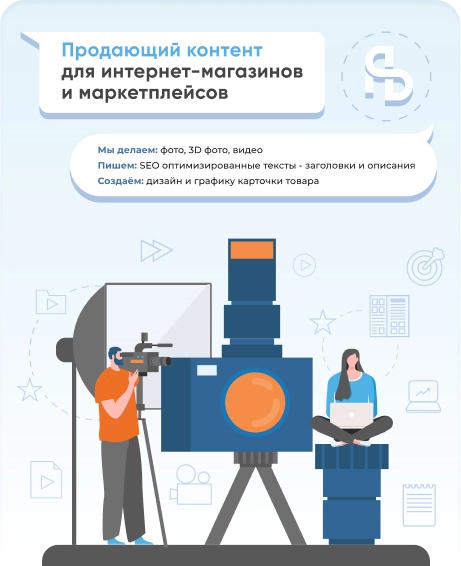 Продающий контент
для интернет-магазинов
и маркетплейсов
Мы делаем: фото, 3D фото, видео
Пишем: SEO оптимизированные тексты - заголовки и описания
Создаём: дизайн и графику карточки товара